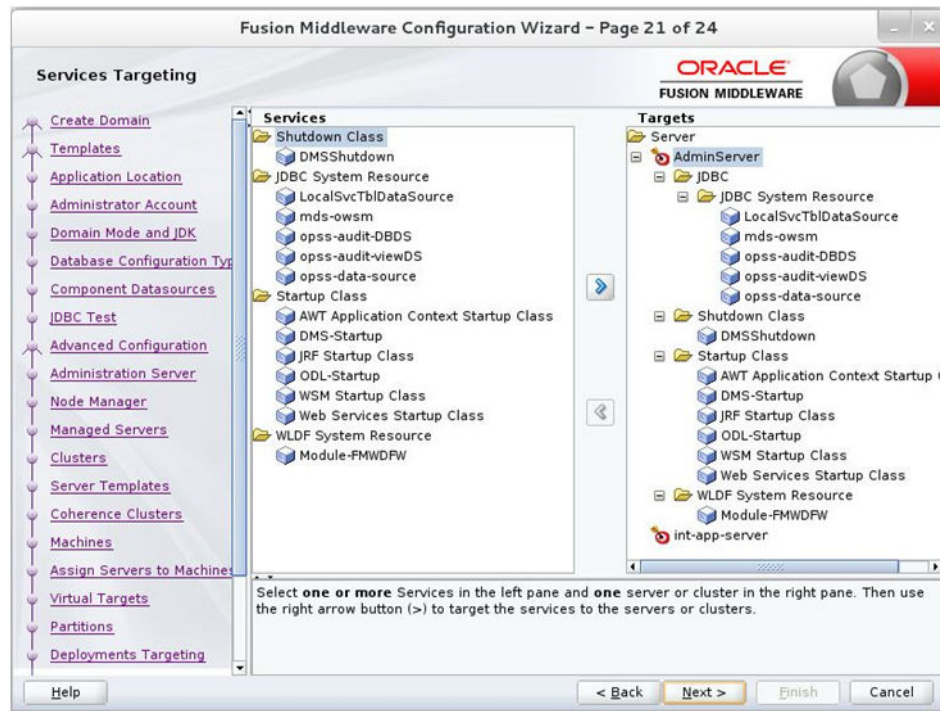 Fusion Middleware Configuration Wizard – Page 21 of 24
Services Targeting
ORACLE
FUSION MIDDLEWARE
Create Domain
Templates
Application Location
Administrator Account
Domain Mode and JDK
Database Configuration Typ
Component Datasources
JDBC Test
Advanced Configuration
Administration Server
Node Manager
Managed Servers
Clusters
Server Templates
Coherence Clusters
Machines
Assign Servers to Machines
Virtual Targets
Partitions
Deployments Targeting
Services
Shutdown Class
DMSShutdown
JDBC System Resource
LocalSvcTblDataSource
mds-owsm
opss-audit-DBDS
opss-audit-viewDS
opss-data-source
Startup Class
AWT Application Context Startup Class
DMS-Startup
JRF Startup Class
ODL-Startup
WSM Startup Class
Web Services Startup Class
WLDF System Resource
Module-FMWDFW
Targets
Server
AdminServer
JDBC
JDBC System Resource
LocalSvcTblDataSource
mds-owsm
opss-audit-DBDS
opss-audit-viewDS
opss-data-source
Shutdown Class
DMSShutdown
Startup Class
AWT Application Context Startup
DMS-Startup
JRF Startup Class
ODL-Startup
WSM Startup Class
Web Services Startup Class
WLDF System Resource
Module-FMWDFW
int-app-server
Select one or more Services in the left pane and one server or cluster in the right pane. Then use
the right arrow button (>) to target the services to the servers or clusters.
Help
< Back
Next >
Finish
Cancel